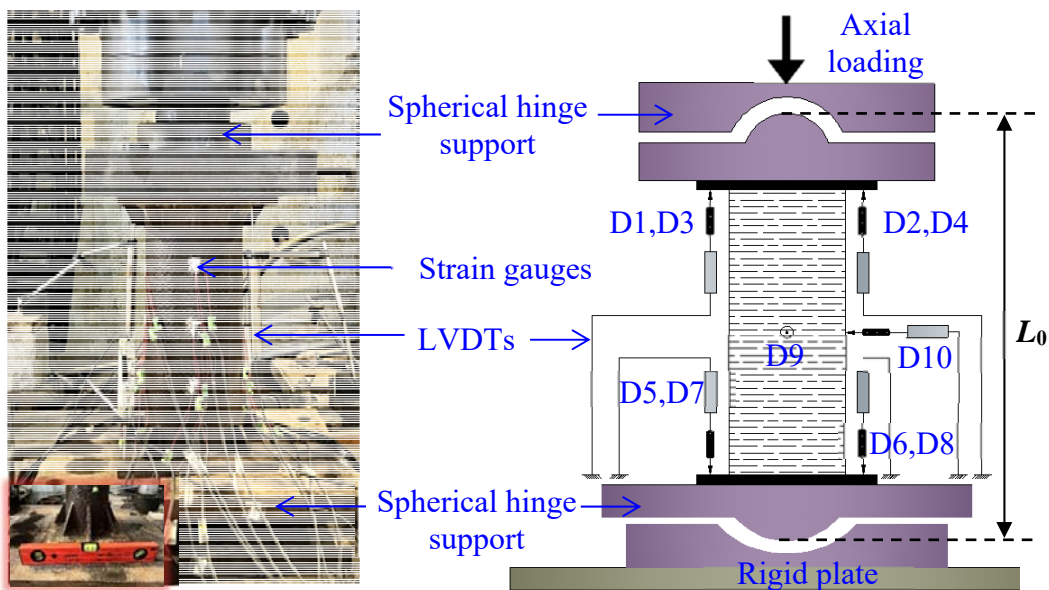 Axial
loading
Spherical hinge
support
D1,D3
D2,D4
Strain gauges
LVDTs
L0
D9
D10
D5,D7
D6,D8
Spherical hinge
support
Rigid plate